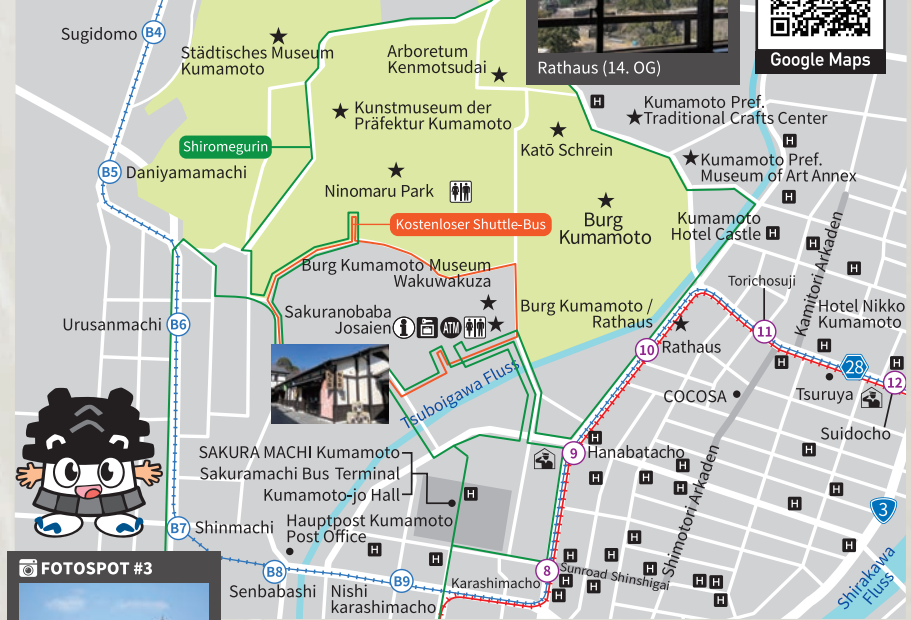 Sugidomo
B4
Städtisches Museum
Kumamoto
Arboretum
Kenmotsudai
Rathaus (14. OG)
Google Maps
H
Kumamoto Pref.
Traditional Crafts Center
Kunstmuseum der
Präfektur Kumamoto
Shiromegurin
Katō Schrein
H
Kumamoto Pref.
Museum of Art Annex
B5
Daniyamamachi
Ninomaru Park
H
Burg
Kumamoto
Kostenloser Shuttle-Bus
Kumamoto
Hotel Castle
H
H
H
Kamitori Arkaden
Burg Kumamoto Museum
Wakuwakuza
Torichosuji
Sakuranobaba
Josaien
i
ATM
Burg Kumamoto /
Rathaus
Hotel Nikko
Kumamoto
Urusanmachi
B6
10
Rathaus
11
H
H
28
H
12
Tsuruya
COCOSA
Suidocho
Tsuboigawa Fluss
H
9
Hanabatacho
H
H
H
H
SAKURA MACHI Kumamoto
Sakuramachi Bus Terminal
Kumamoto-jo Hall
H
H
H
H
3
Shimotori Arkaden
B7
Shinmachi
Hauptpost Kumamoto
Post Office
H
H
H
H
H
H
B8
Senbabashi
B9
Nishi
karashimacho
Karashimacho
8
Sunroad Shinshigai
H
H
H
H
H
H
H
Shirakawa
Fluss
FOTOSPOT #3